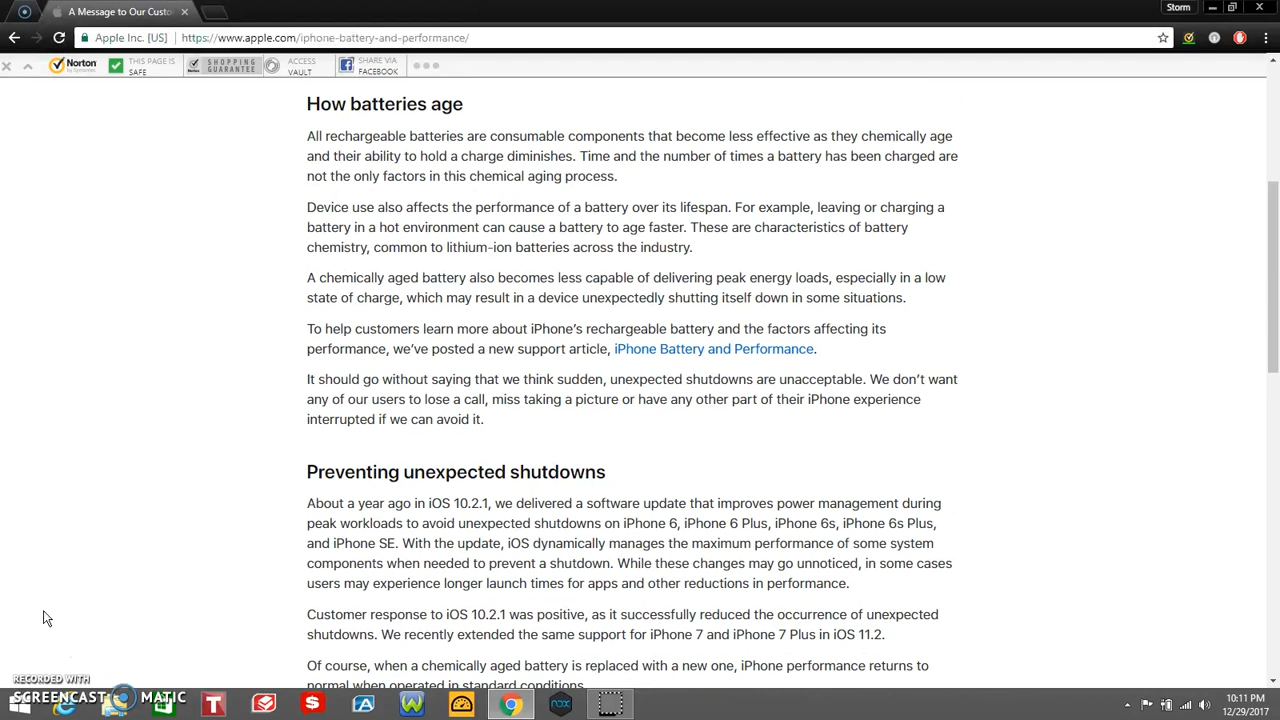 A Message to Our Custo
Storm
Apple Inc. [US]
https://www.apple.com/iphone-battery-and-performance/
Norton
by Symantec
THIS PAGE IS
SAFE
Norton
SHOPPING
GUARANTEE
ACCESS
VAULT
SHARE VIA
FACEBOOK
How batteries age
All rechargeable batteries are consumable components that become less effective as they chemically age
and their ability to hold a charge diminishes. Time and the number of times a battery has been charged are
not the only factors in this chemical aging process.
Device use also affects the performance of a battery over its lifespan. For example, leaving or charging a
battery in a hot environment can cause a battery to age faster. These are characteristics of battery
chemistry, common to lithium-ion batteries across the industry.
A chemically aged battery also becomes less capable of delivering peak energy loads, especially in a low
state of charge, which may result in a device unexpectedly shutting itself down in some situations.
To help customers learn more about iPhone’s rechargeable battery and the factors affecting its
performance, we’ve posted a new support article, iPhone Battery and Performance.
It should go without saying that we think sudden, unexpected shutdowns are unacceptable. We don’t want
any of our users to lose a call, miss taking a picture or have any other part of their iPhone experience
interrupted if we can avoid it.
Preventing unexpected shutdowns
About a year ago in iOS 10.2.1, we delivered a software update that improves power management during
peak workloads to avoid unexpected shutdowns on iPhone 6, iPhone 6 Plus, iPhone 6s, iPhone 6s Plus,
and iPhone SE. With the update, iOS dynamically manages the maximum performance of some system
components when needed to prevent a shutdown. While these changes may go unnoticed, in some cases
users may experience longer launch times for apps and other reductions in performance.
Customer response to iOS 10.2.1 was positive, as it successfully reduced the occurrence of unexpected
shutdowns. We recently extended the same support for iPhone 7 and iPhone 7 Plus in iOS 11.2.
Of course, when a chemically aged battery is replaced with a new one, iPhone performance returns to
normal when operated in standard conditions.
RECORDED WITH
SCREENCAST MATIC
nox
10:11 PM
12/29/2017